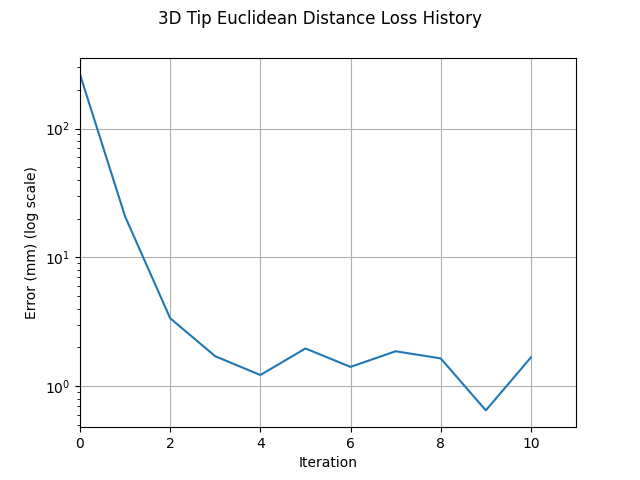 3D Tip Euclidean Distance Loss History
Error (mm) (log scale)
10²
10¹
10⁰
0 2 4 6 8 10
Iteration